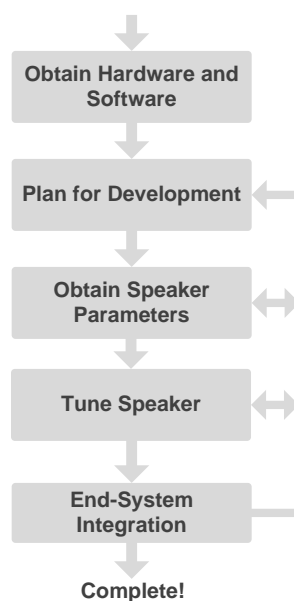 Obtain Hardware and
Software
Plan for Development
Obtain Speaker
Parameters
Tune Speaker
End-System
Integration
Complete!